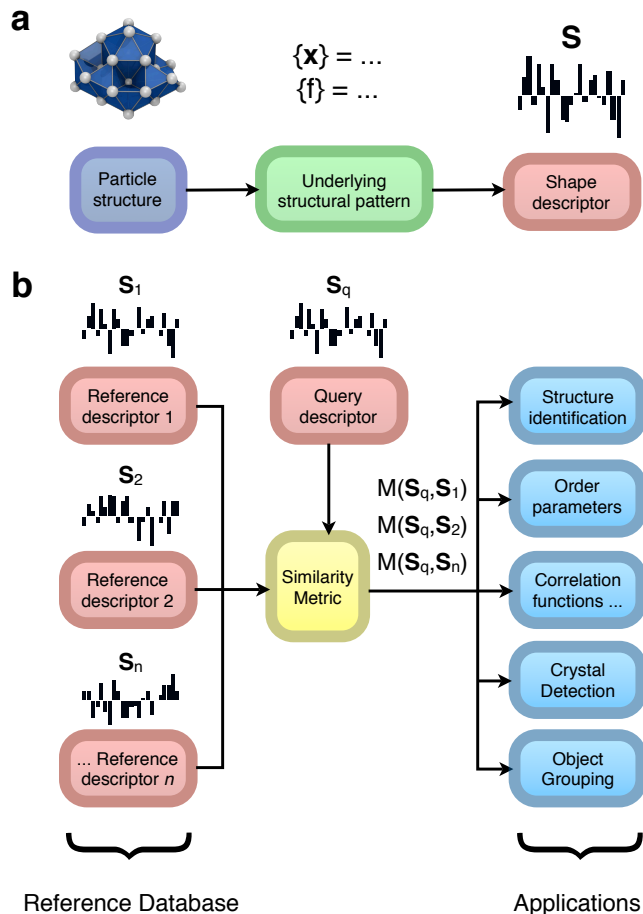 a
{x} = ...
{f} = ...
S
Particle
structure
Underlying
structural pattern
Shape
descriptor
b
S1
Sq
Reference
descriptor 1
Query
descriptor
Structure
identification
S2
M(Sq,S1)
M(Sq,S2)
M(Sq,Sn)
Order
parameters
Reference
descriptor 2
Similarity
Metric
Correlation
functions ...
Sn
Crystal
Detection
... Reference
descriptor n
Object
Grouping
Reference Database
Applications